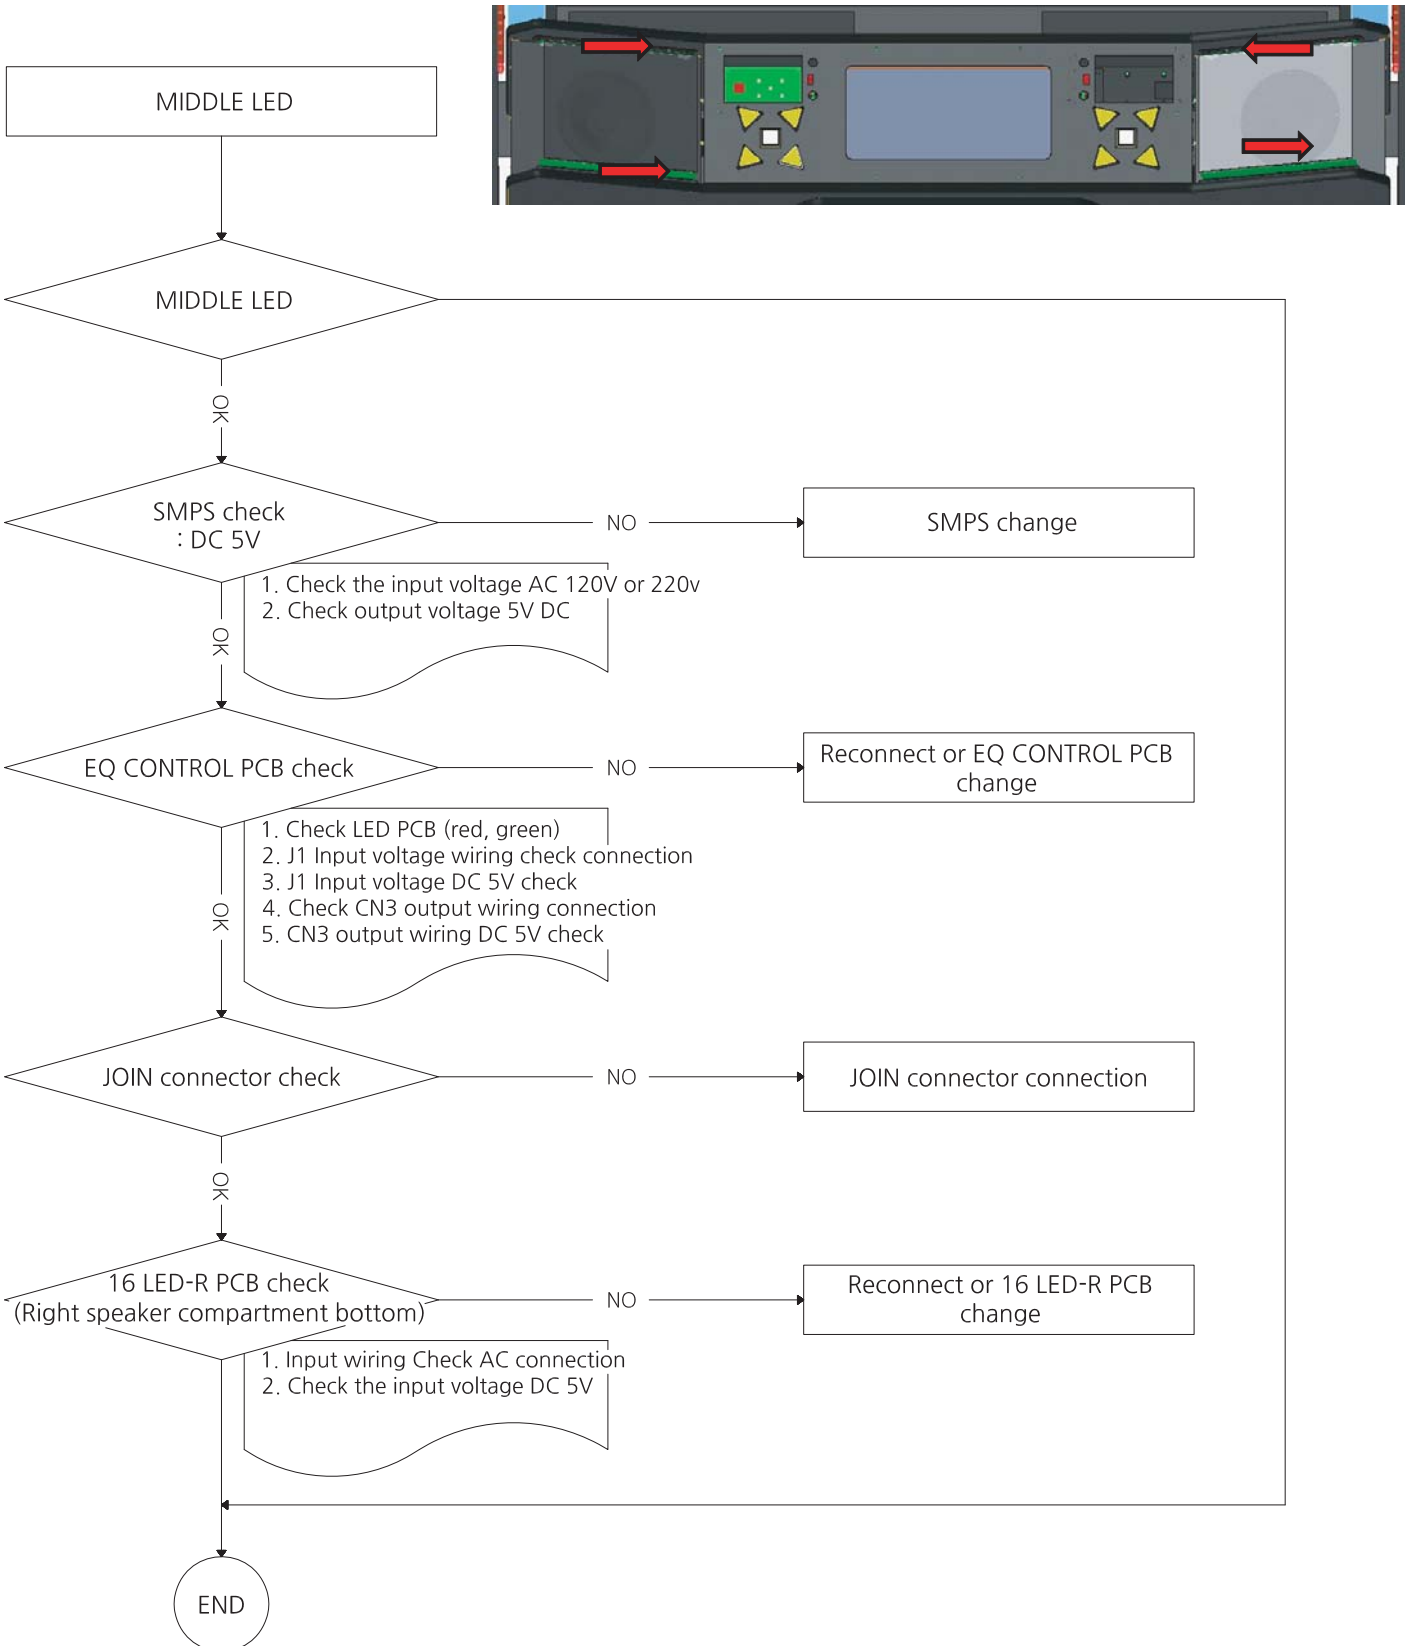 MIDDLE LED
MIDDLE LED
OK
SMPS check
: DC 5V
NO
SMPS change
1. Check the input voltage AC 120V or 220v
2. Check output voltage 5V DC
OK
EQ CONTROL PCB check
NO
Reconnect or EQ CONTROL PCB
change
1. Check LED PCB (red, green)
2. J1 Input voltage wiring check connection
3. J1 Input voltage DC 5V check
4. Check CN3 output wiring connection
5. CN3 output wiring DC 5V check
OK
JOIN connector check
NO
JOIN connector connection
OK
16 LED-R PCB check
(Right speaker compartment bottom)
NO
Reconnect or 16 LED-R PCB
change
1. Input wiring Check AC connection
2. Check the input voltage DC 5V
END